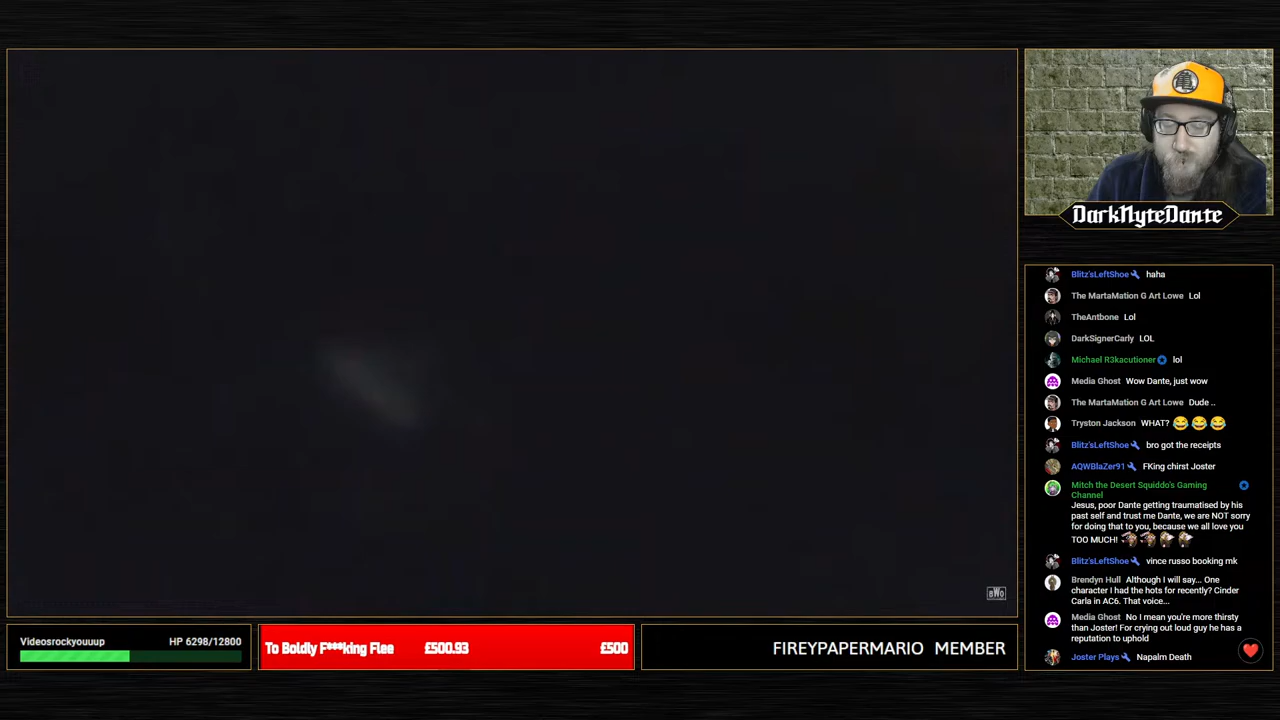 亀
DarkNyteDante
Blitz'sLeftShoe haha
The MartaMation G Art Lowe Lol
TheAntbone Lol
DarkSignerCarly LOL
Michael R3kacutioner lol
Media Ghost Wow Dante, just wow
The MartaMation G Art Lowe Dude ..
Tryston Jackson WHAT? 😂 😂 😂
Blitz'sLeftShoe bro got the receipts
AQWBlaZer91 FKing chirst Joster
Mitch the Desert Squiddo's Gaming
Channel
Jesus, poor Dante getting traumatised by his
past self and trust me Dante, we are NOT sorry
for doing that to you, because we all love you
TOO MUCH!
Blitz'sLeftShoe vince russo booking mk
Brendyn Hull Although I will say... One
character I had the hots for recently? Cinder
Carla in AC6. That voice...
Media Ghost No I mean you're more thirsty
than Joster! For crying out loud guy he has a
reputation to uphold
Joster Plays Napalm Death
BWO
Videosrockyouuup HP 6298/12800
To Boldly F***king Flee £500.93 £500
FIREYPAPERMARIO MEMBER